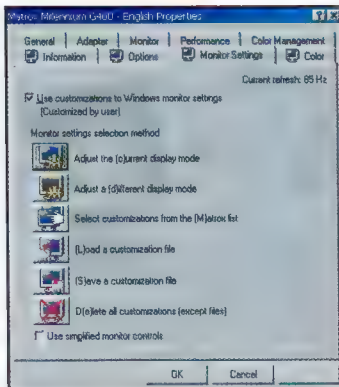 Matrox Millennium G400 - English Properties
General Adapter Monitor Performance Color Management
Information Options Monitor Settings Color
Current refresh: 85 Hz
Use customizations to Windows monitor settings
(Customized by user)
Monitor settings selection method
Adjust the (c)urrent display mode
Adjust a (d)ifferent display mode
Select customizations from the (M)atrox list
(L)oad a customization file
(S)ave a customization file
D(e)lete all customizations (except files)
Use simplified monitor controls
OK Cancel